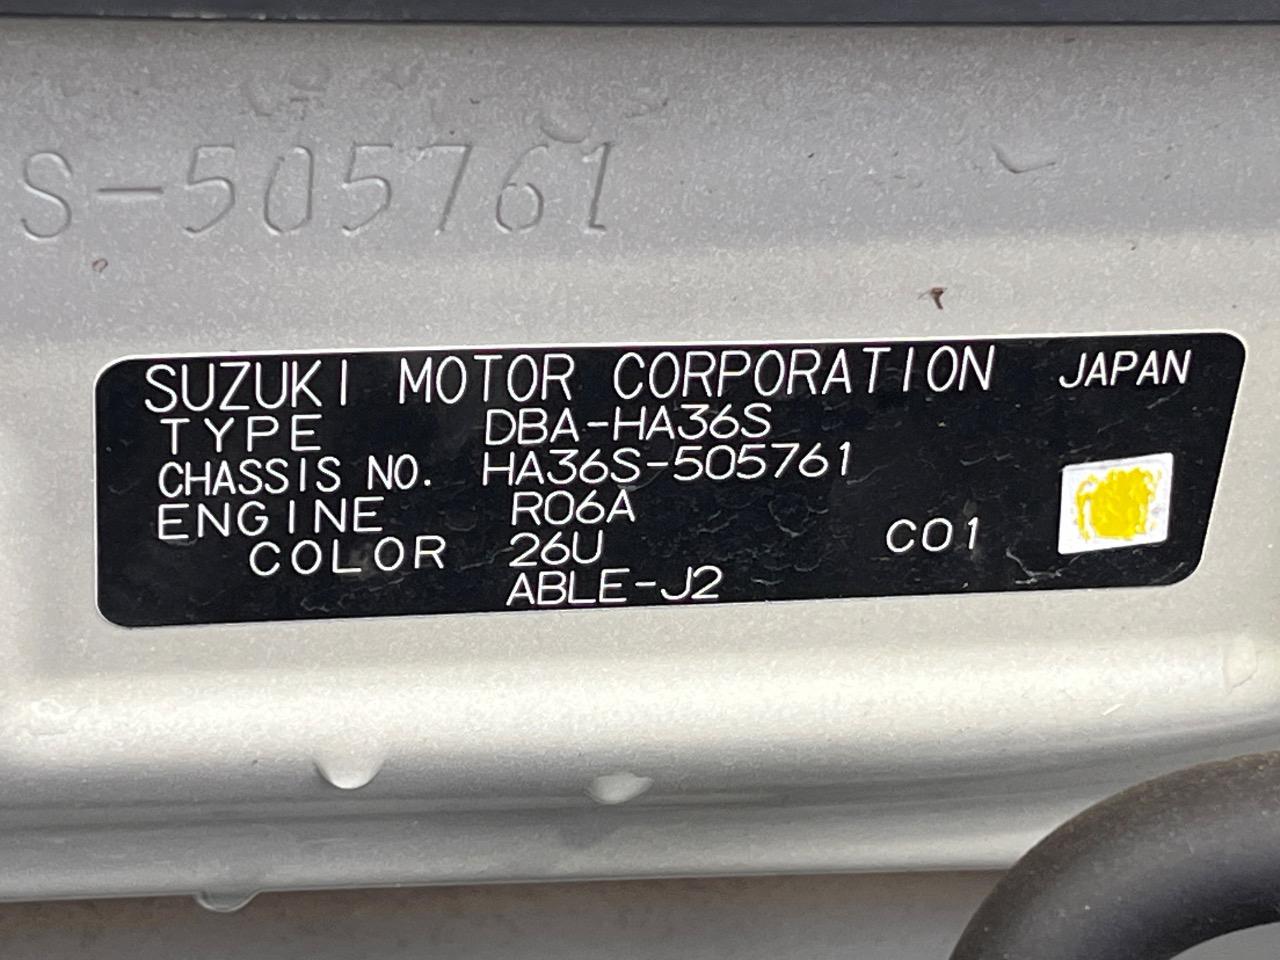 S-505761
SUZUKI MOTOR CORPORATION JAPAN
TYPE DBA-HA36S
CHASSIS NO. HA36S-505761
ENGINE R06A
COLOR 26U C01
ABLE-J2